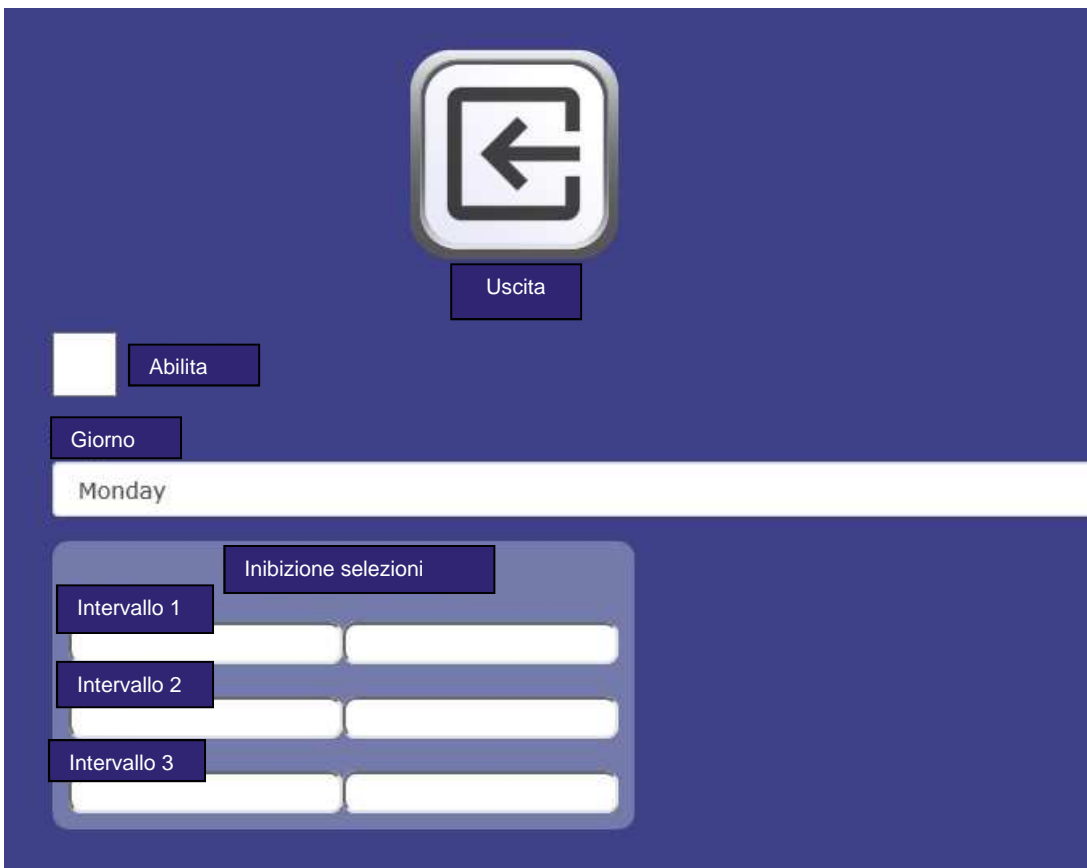 Uscita
Abilita
Giorno
Monday
Inibizione selezioni
Intervallo 1
Intervallo 2
Intervallo 3